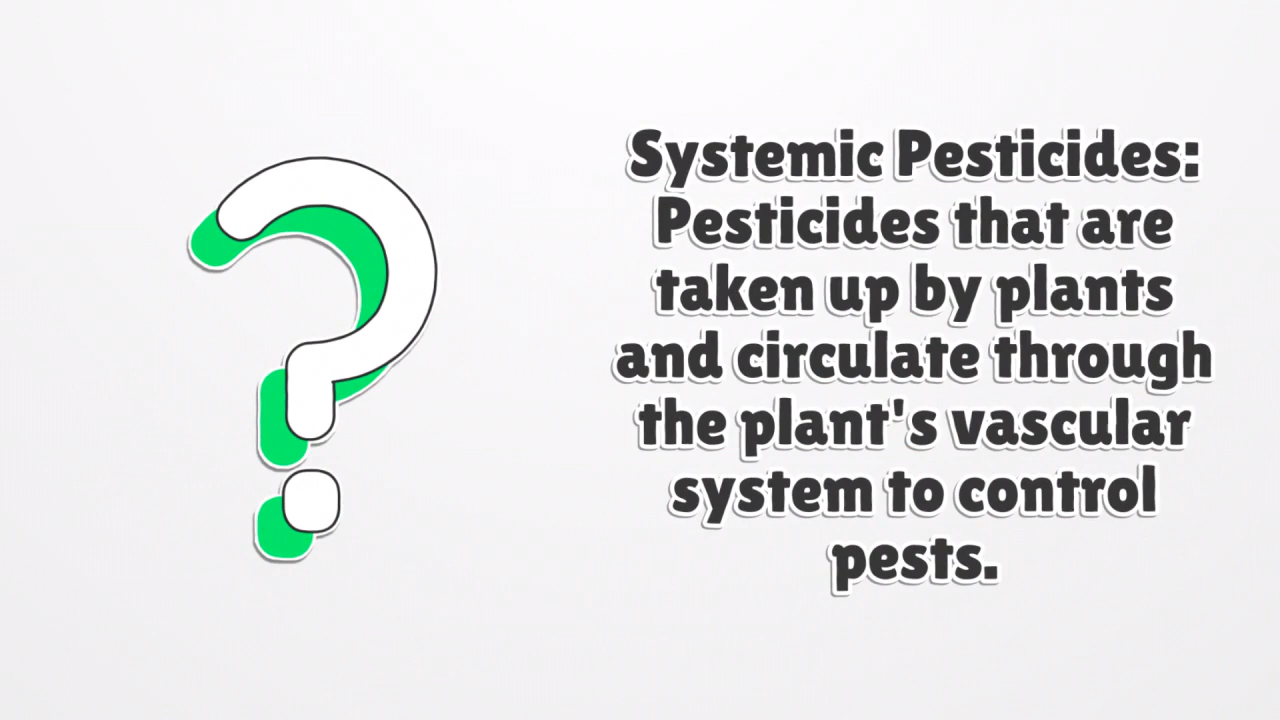 Systemic Pesticides:
Pesticides that are
taken up by plants
and circulate through
the plant's vascular
system to control
pests.